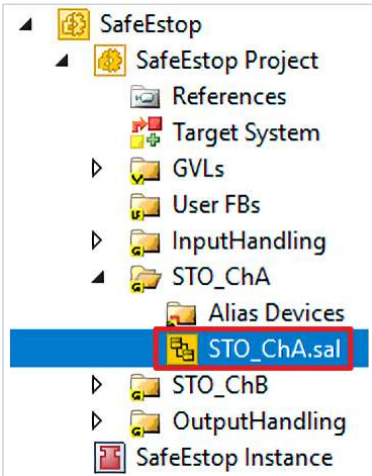 SafeEstop
SafeEstop Project
References
Target System
GVLs
User FBs
InputHandling
STO_ChA
Alias Devices
STO_ChA.sal
STO_ChB
OutputHandling
SafeEstop Instance